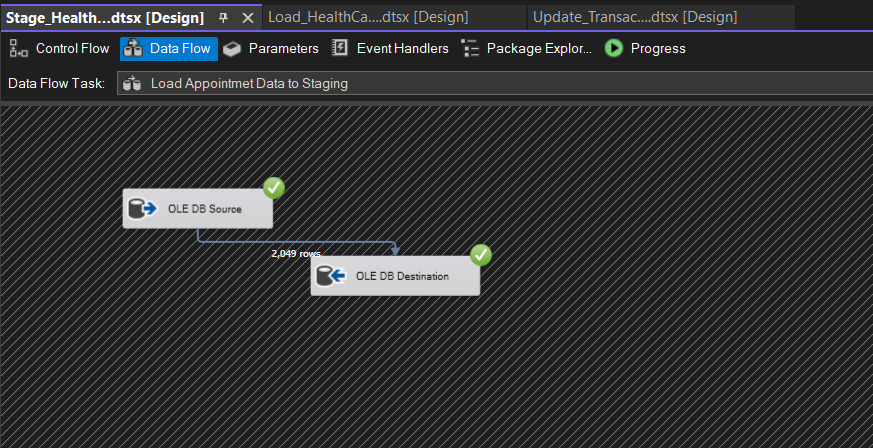 Stage_Health...dtsx [Design] Load_HealthCa....dtsx [Design] Update_Transac....dtsx [Design]
Control Flow Data Flow Parameters Event Handlers Package Explor... Progress
Data Flow Task: Load Appointmet Data to Staging
OLE DB Source
2,049 rows
OLE DB Destination